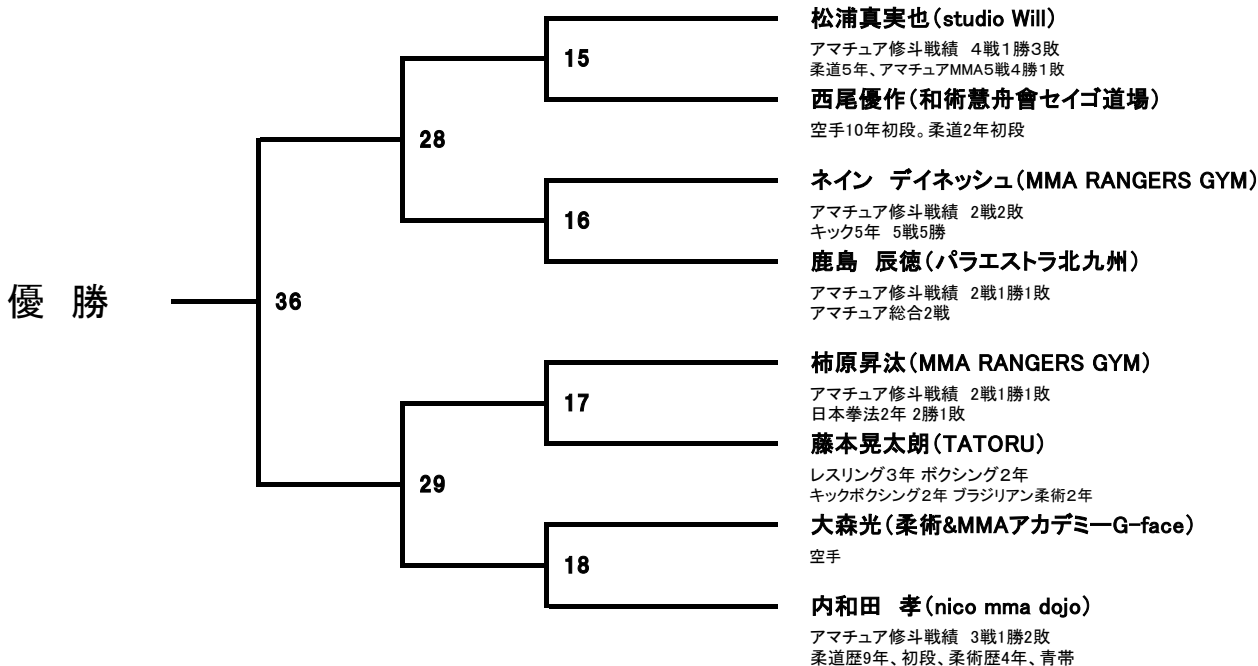 松浦真実也（studio Will）
アマチュア修斗戦績　４戦１勝３敗
柔道５年、アマチュアMMA５戦４勝１敗
15
西尾優作（和術慧舟會セイゴ道場）
空手10年初段。柔道2年初段
28
ネイン　デイネッシュ（MMA RANGERS GYM）
アマチュア修斗戦績　2戦2敗
キック5年　5戦5勝
16
鹿島　辰徳（パラエストラ北九州）
アマチュア修斗戦績　2戦1勝1敗
アマチュア総合2戦
優　勝
36
柿原昇汰（MMA RANGERS GYM）
アマチュア修斗戦績　2戦1勝1敗
日本拳法2年 2勝1敗
17
藤本晃太朗（TATORU）
レスリング３年 ボクシング２年
キックボクシング２年 ブラジリアン柔術２年
29
大森光（柔術&MMAアカデミーG-face）
空手
18
内和田　孝（nico mma dojo）
アマチュア修斗戦績　3戦1勝2敗
柔道歴9年、初段、柔術歴4年、青帯